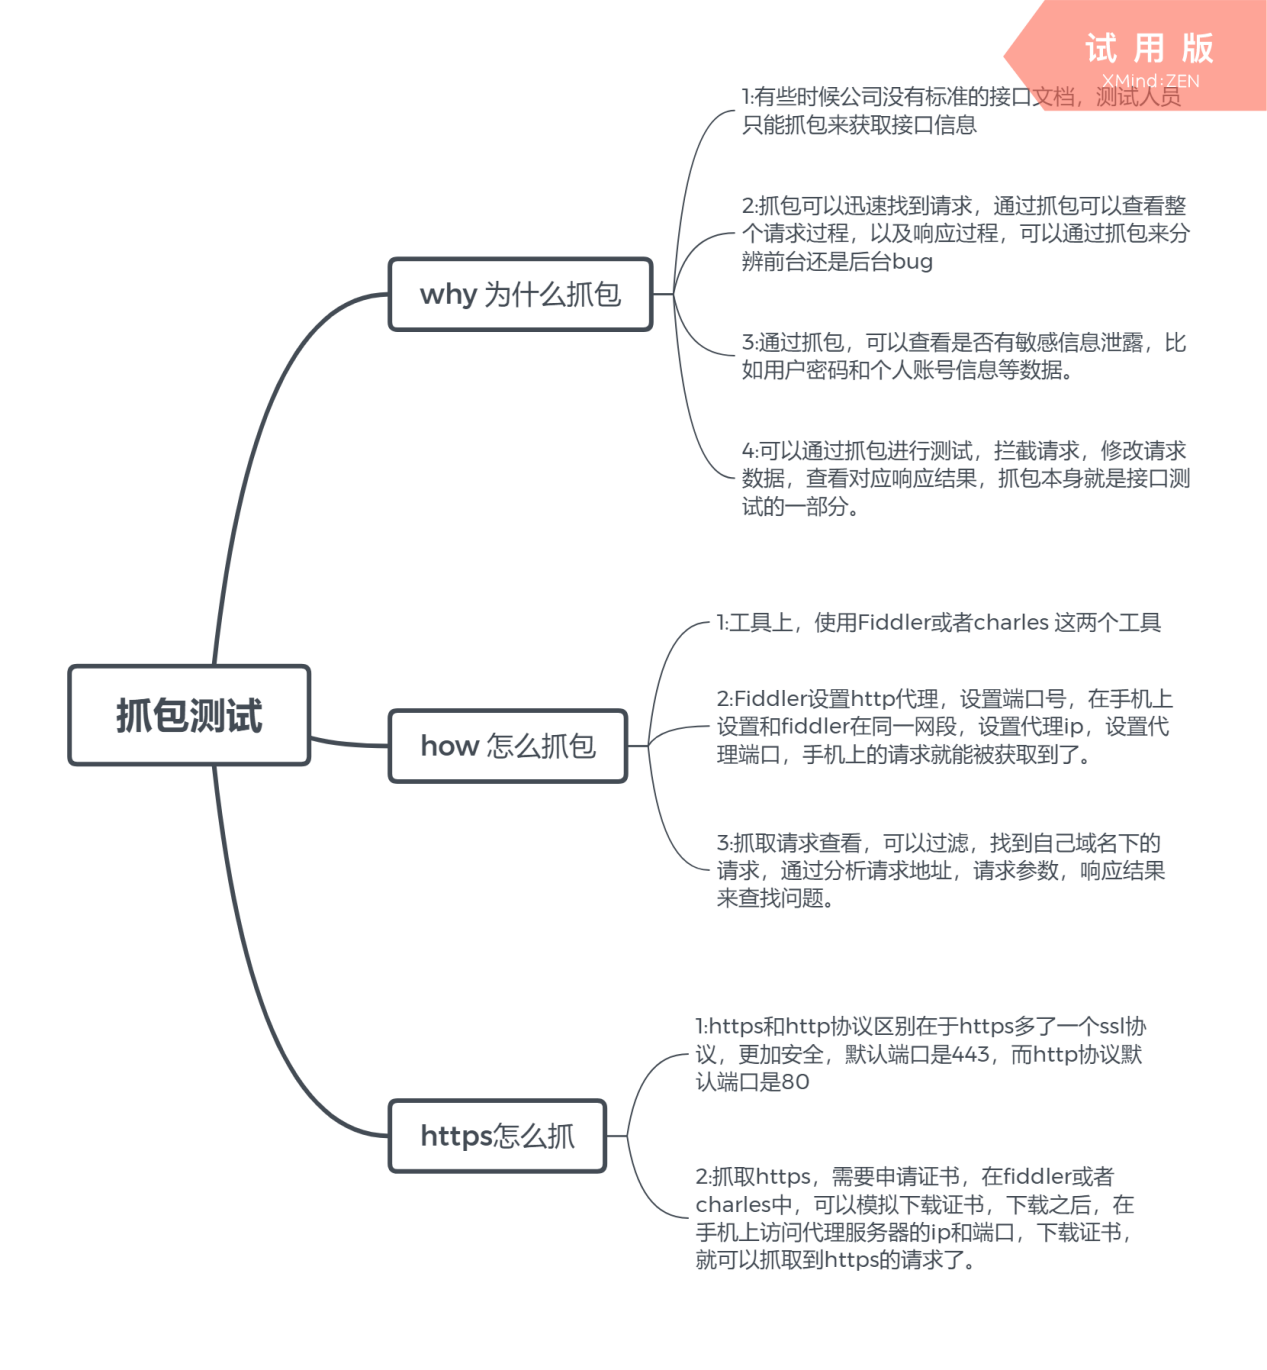 试用版
XMind:ZEN
1:有些时候公司没有标准的接口文档，测试人员
只能抓包来获取接口信息
2:抓包可以迅速找到请求，通过抓包可以查看整
个请求过程，以及响应过程，可以通过抓包来分
辨前台还是后台bug
why 为什么抓包
3:通过抓包，可以查看是否有敏感信息泄露，比
如用户密码和个人账号信息等数据。
4:可以通过抓包进行测试，拦截请求，修改请求
数据，查看对应响应结果，抓包本身就是接口测
试的一部分。
抓包测试
1:工具上，使用Fiddler或者charles 这两个工具
2:Fiddler设置http代理，设置端口号，在手机上
设置和fiddler在同一网段，设置代理ip，设置代
理端口，手机上的请求就能被获取到了。
how 怎么抓包
3:抓取请求查看，可以过滤，找到自己域名下的
请求，通过分析请求地址，请求参数，响应结果
来查找问题。
1:https和http协议区别在于https多了一个ssl协
议，更加安全，默认端口是443，而http协议默
认端口是80
https怎么抓
2:抓取https，需要申请证书，在fiddler或者
charles中，可以模拟下载证书，下载之后，在
手机上访问代理服务器的ip和端口，下载证书，
就可以抓取到https的请求了。